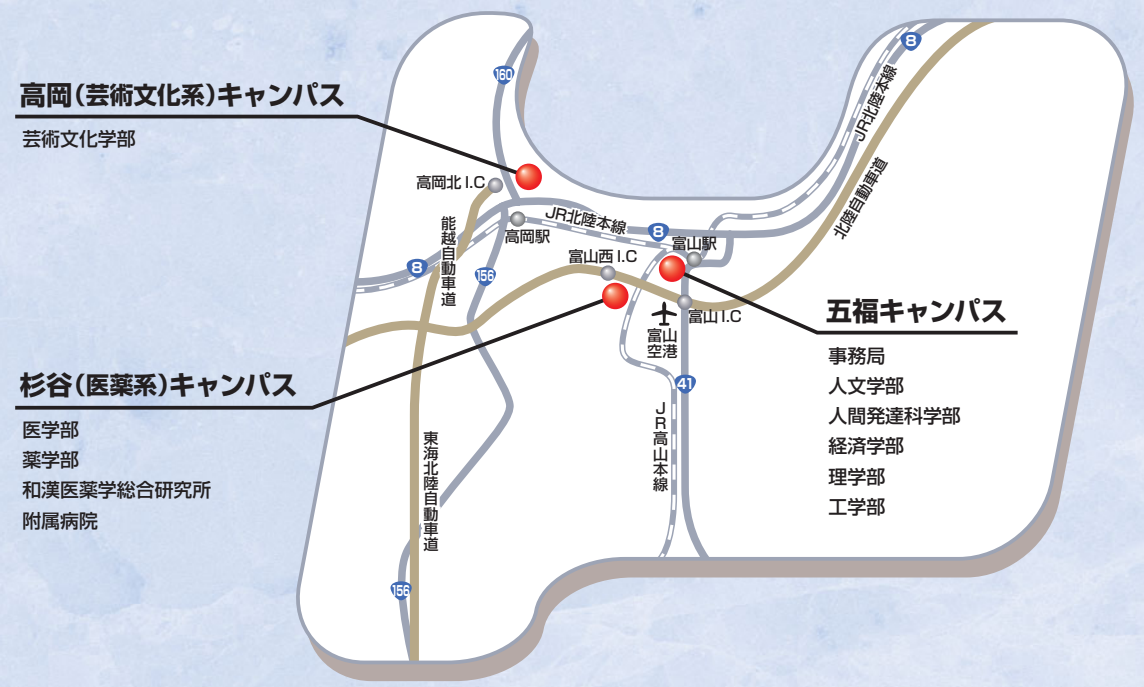 高岡(芸術文化系)キャンパス
芸術文化学部
杉谷(医薬系)キャンパス
医学部
薬学部
和漢医薬学総合研究所
附属病院
五福キャンパス
事務局
人文学部
人間発達科学部
経済学部
理学部
工学部
160
8
JR北陸本線
北陸自動車道
高岡北I.C
能越自動車道
高岡駅
JR北陸本線
8
富山駅
富山西I.C
8
156
富山I.C
富山
空港
41
JR高山本線
東海北陸自動車道
156